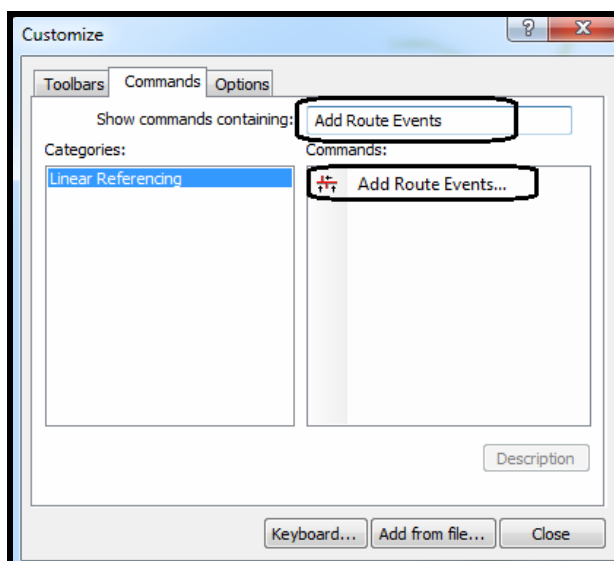 Customize
Toolbars Commands Options
Show commands containing: Add Route Events
Categories: Commands:
Linear Referencing Add Route Events...
Description
Keyboard... Add from file... Close